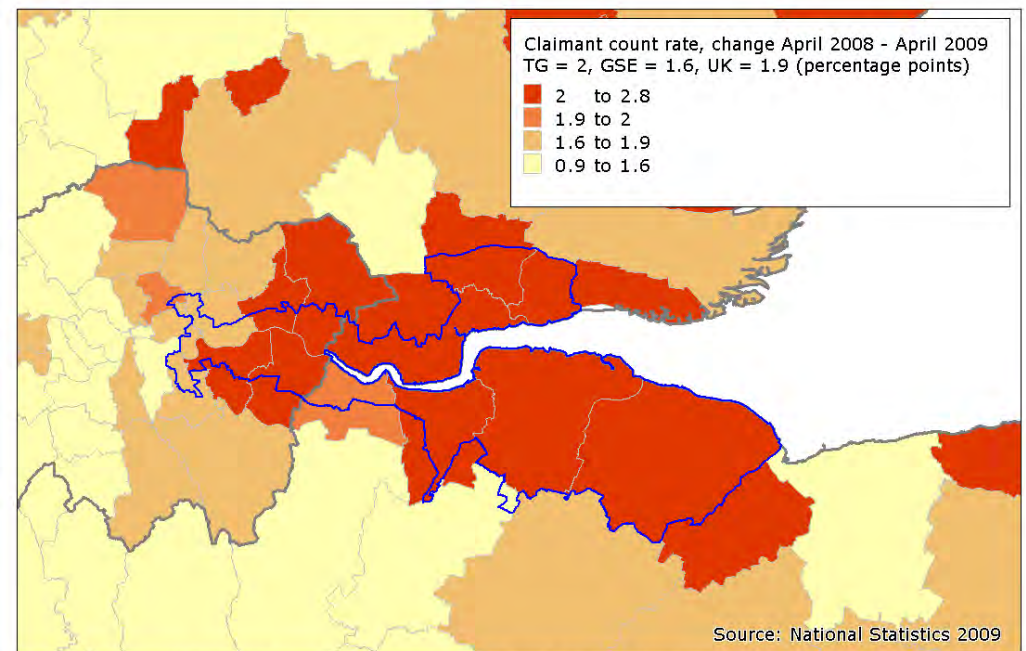 Claimant count rate, change April 2008 - April 2009
TG = 2, GSE = 1.6, UK = 1.9 (percentage points)
2 to 2.8
1.9 to 2
1.6 to 1.9
0.9 to 1.6
Source: National Statistics 2009